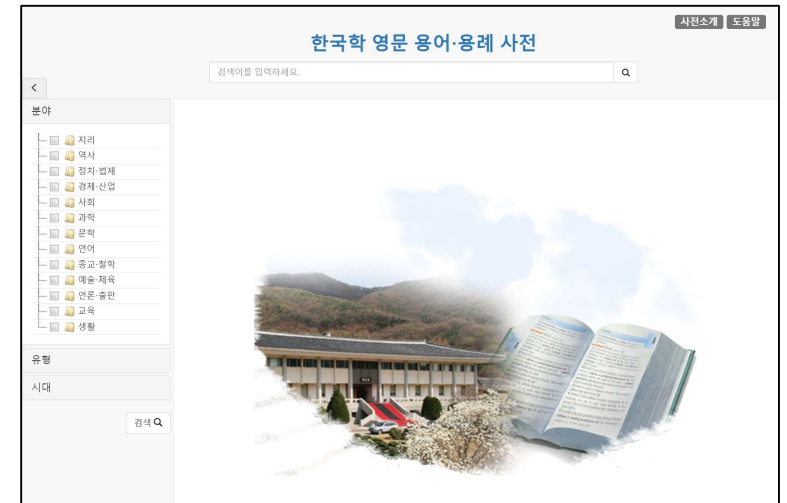 사전소개 도움말
한국학 영문 용어·용례 사전
검색어를 입력하세요.
분야
지리
역사
정치·법제
경제·산업
사회
과학
문학
언어
종교·철학
예술·체육
언론·출판
교육
생활
유형
시대
검색